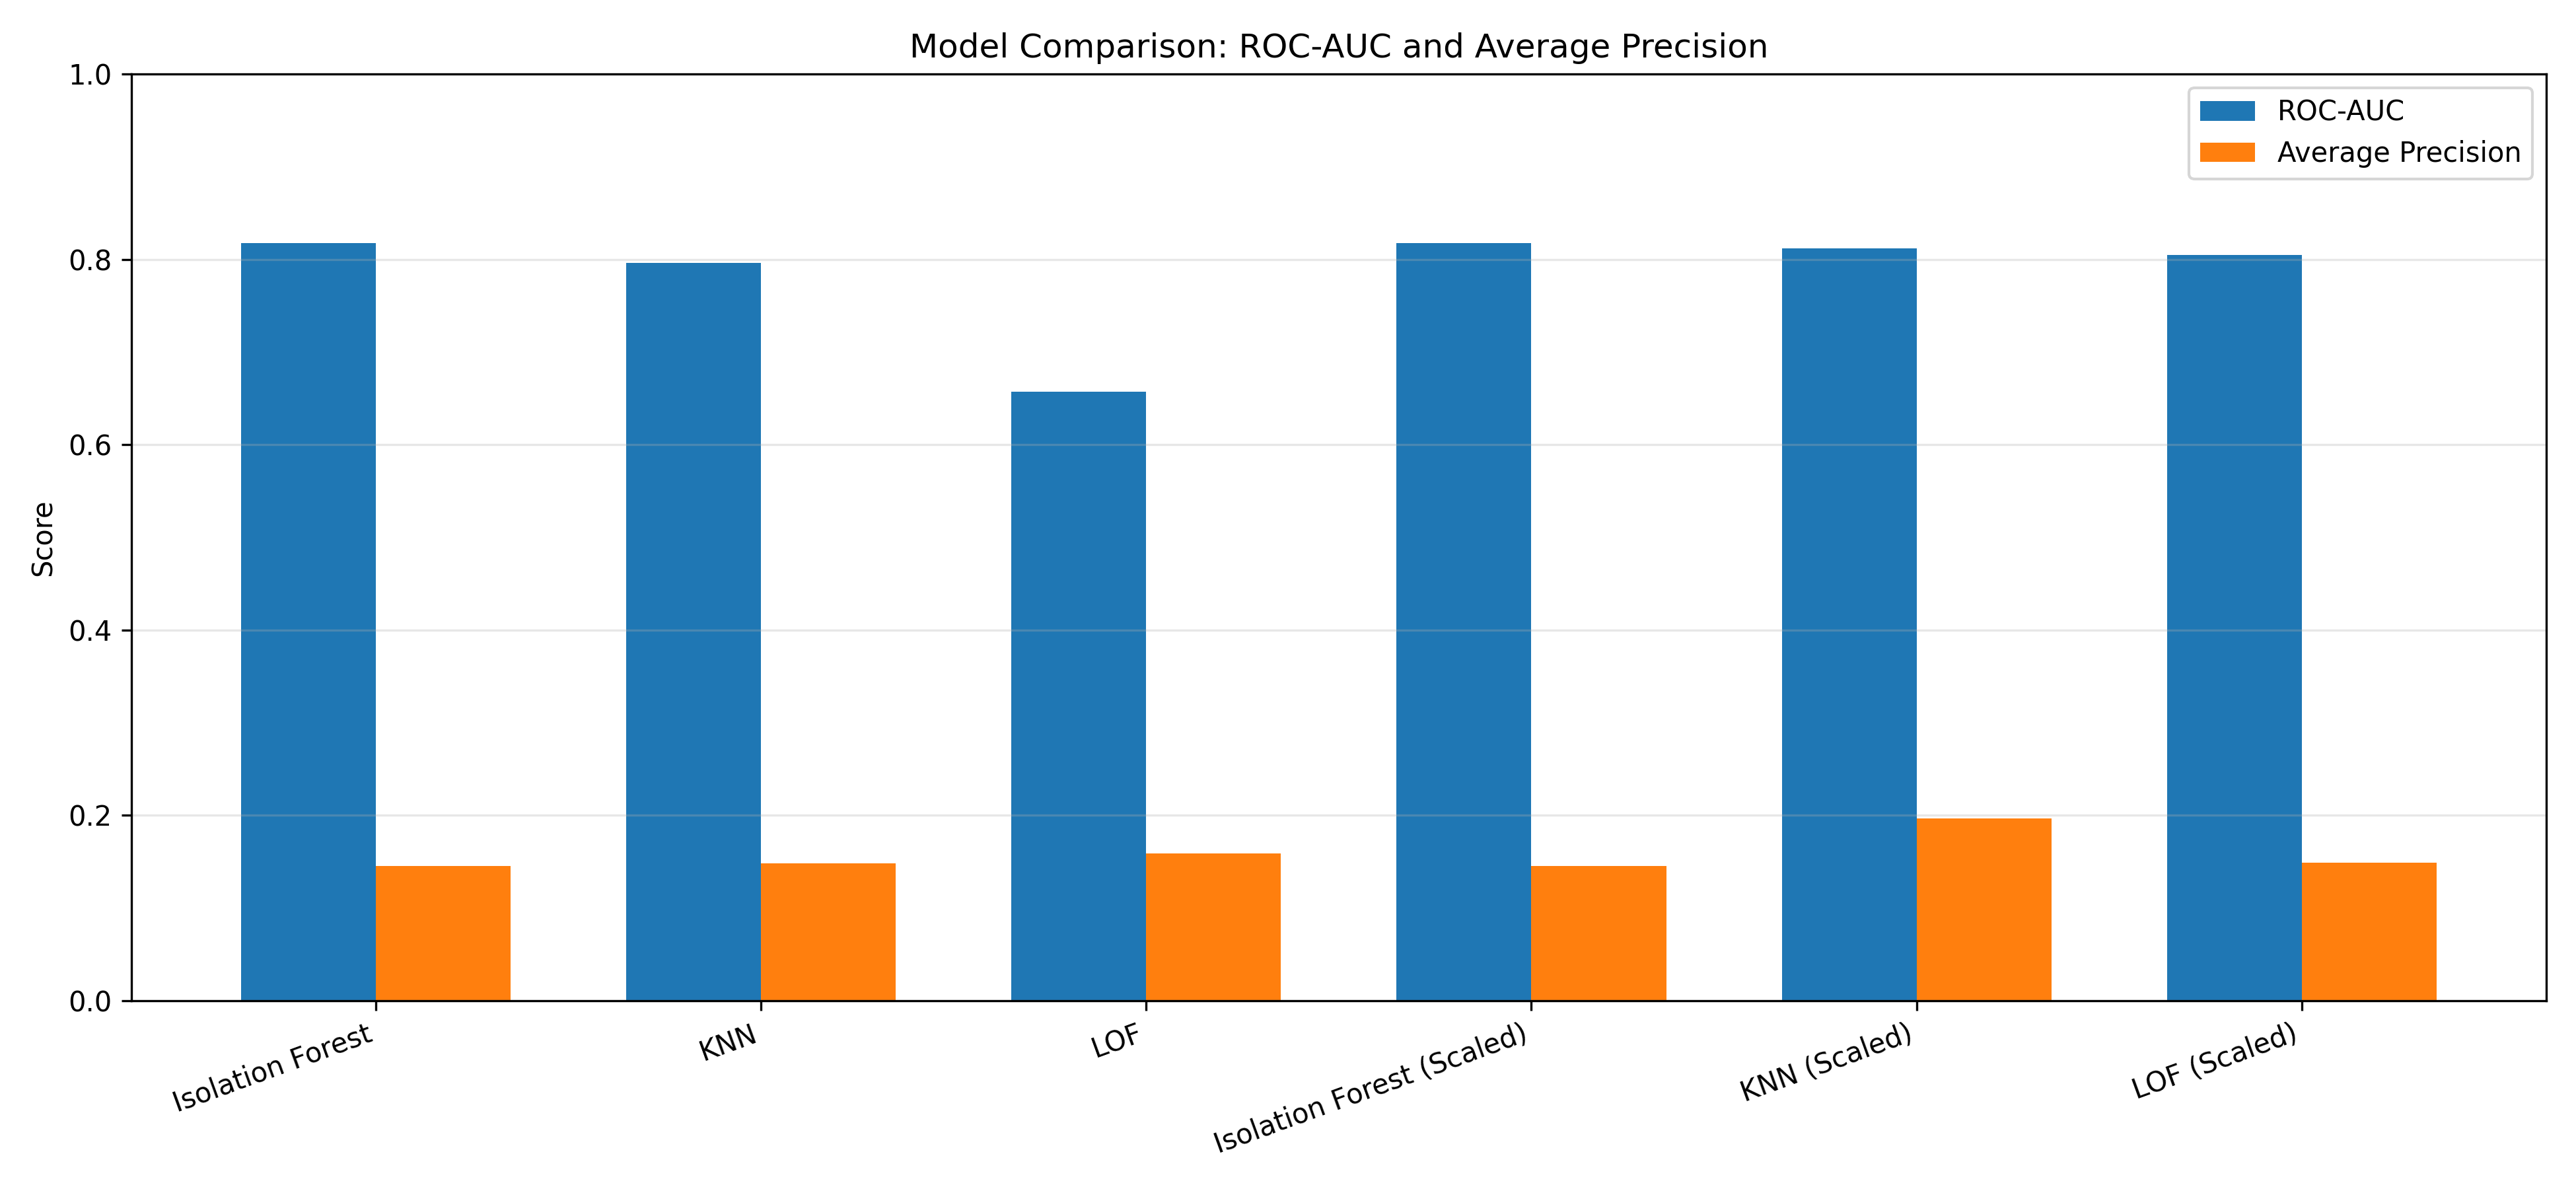 Model Comparison: ROC-AUC and Average Precision
ROC-AUC
Average Precision
Score
1.0
0.8
0.6
0.4
0.2
0.0
Isolation Forest
KNN
LOF
Isolation Forest (Scaled)
KNN (Scaled)
LOF (Scaled)